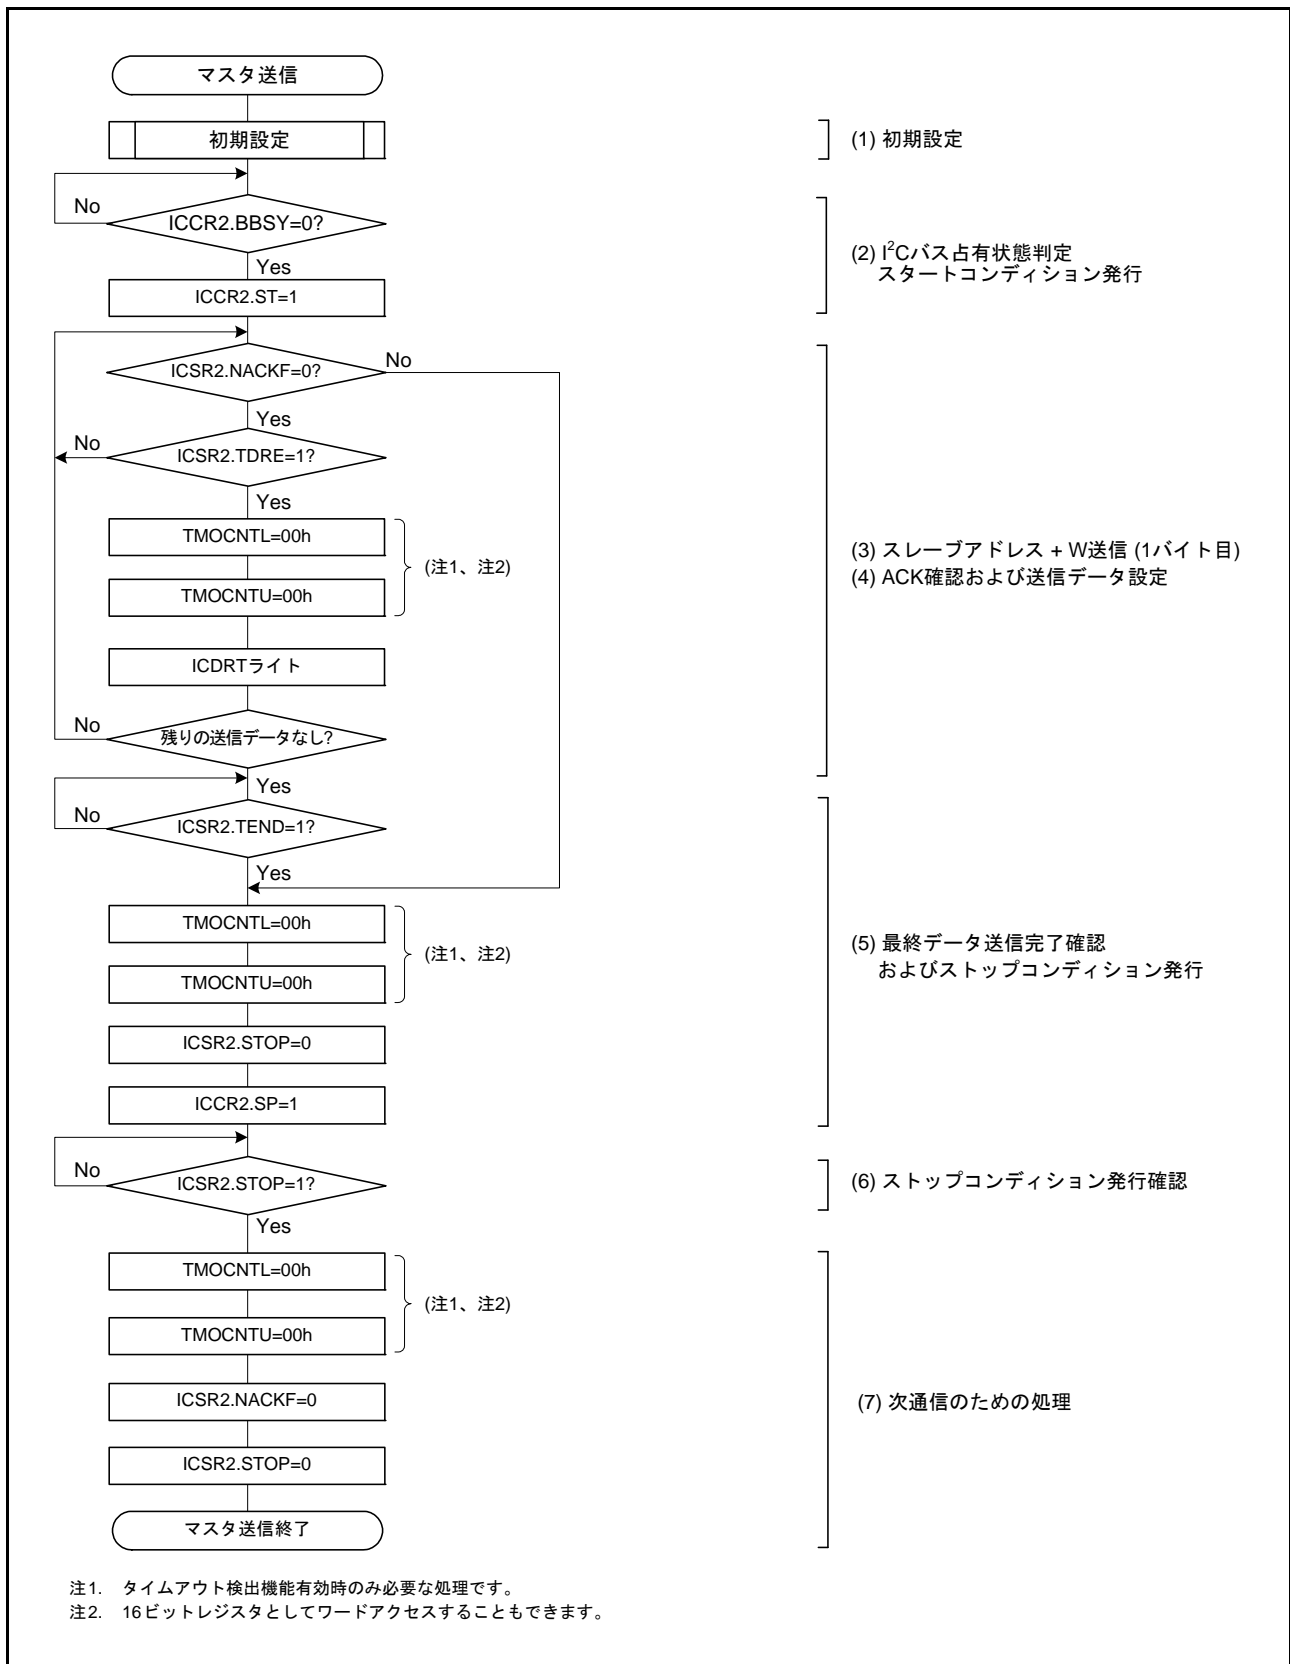 マスタ送信
初期設定
(1) 初期設定
No
ICCR2.BBSY=0?
Yes
ICCR2.ST=1
(2) I²Cバス占有状態判定
スタートコンディション発行
ICSR2.NACKF=0?
No
Yes
No
ICSR2.TDRE=1?
Yes
TMOCNTL=00h
TMOCNTU=00h
(注1、注2)
ICDRTライト
No
残りの送信データなし?
Yes
(3) スレーブアドレス + W送信 (1バイト目)
(4) ACK確認および送信データ設定
No
ICSR2.TEND=1?
Yes
TMOCNTL=00h
TMOCNTU=00h
(注1、注2)
ICSR2.STOP=0
ICCR2.SP=1
(5) 最終データ送信完了確認
およびストップコンディション発行
No
ICSR2.STOP=1?
Yes
(6) ストップコンディション発行確認
TMOCNTL=00h
TMOCNTU=00h
(注1、注2)
ICSR2.NACKF=0
ICSR2.STOP=0
(7) 次通信のための処理
マスタ送信終了
注1. タイムアウト検出機能有効時のみ必要な処理です。
注2. 16ビットレジスタとしてワードアクセスすることもできます。